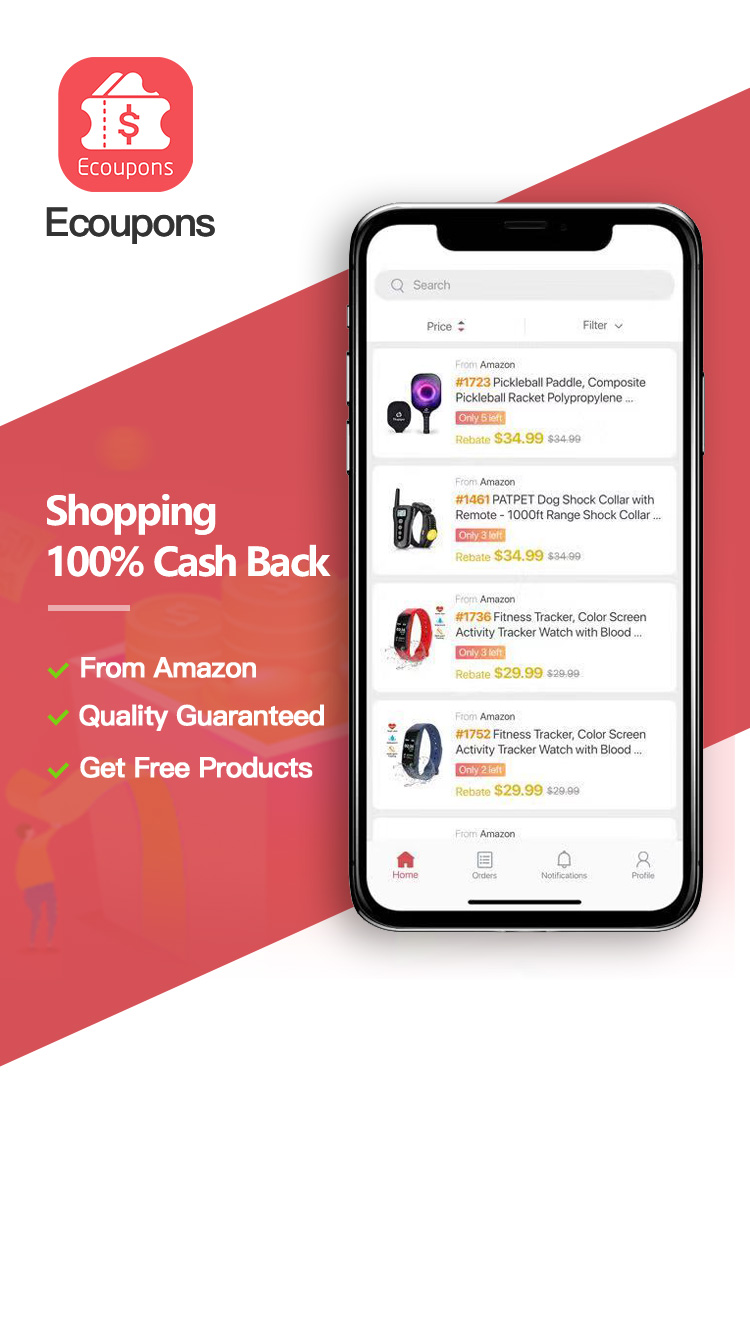 Ecoupons
Ecoupons
Shopping
100% Cash Back
From Amazon
Quality Guaranteed
Get Free Products
Search
Price
Filter
From Amazon
#1723 Pickleball Paddle, Composite
Pickleball Racket Polypropylene ...
Only 5 left
Rebate $34.99 $34.99
From Amazon
#1461 PATPET Dog Shock Collar with
Remote - 1000ft Range Shock Collar ...
Only 3 left
Rebate $34.99 $34.99
From Amazon
#1736 Fitness Tracker, Color Screen
Activity Tracker Watch with Blood ...
Only 3 left
Rebate $29.99 $29.99
From Amazon
#1752 Fitness Tracker, Color Screen
Activity Tracker Watch with Blood ...
Only 2 left
Rebate $29.99 $29.99
From Amazon
Home
Orders
Notifications
Profile